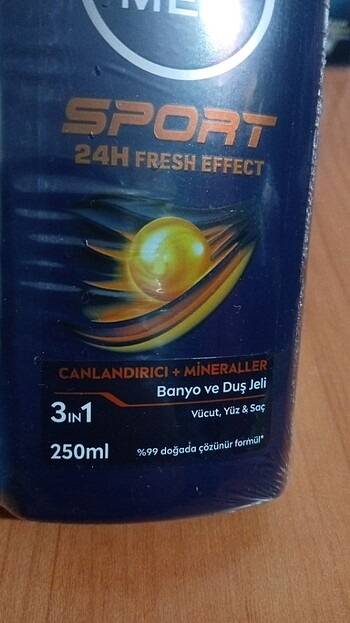 MEN
SPORT
24H FRESH EFFECT
CANLANDIRICI + MİNERALLER
Banyo ve Duş Jeli
3IN1
Vücut, Yüz & Saç
250ml
%99 doğada çözünür formül*